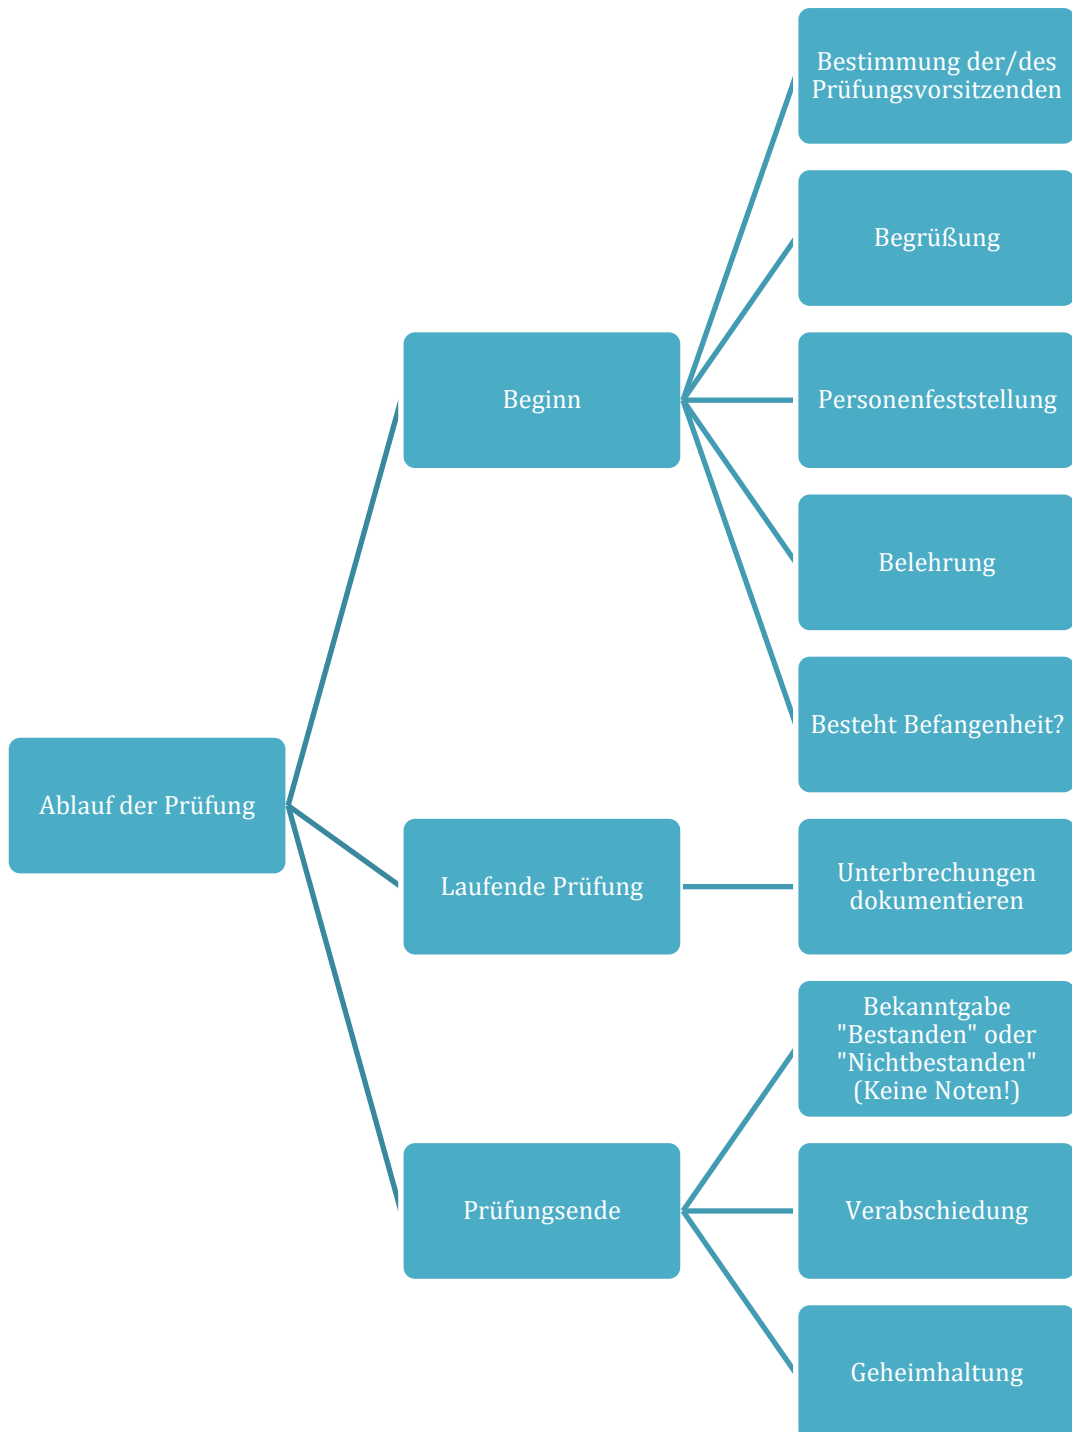 Ablauf der Prüfung
Beginn
Bestimmung der/des
Prüfungsvorsitzenden
Begrüßung
Personenfeststellung
Belehrung
Besteht Befangenheit?
Laufende Prüfung
Unterbrechungen
dokumentieren
Prüfungsende
Bekanntgabe
"Bestanden" oder
"Nichtbestanden"
(Keine Noten!)
Verabschiedung
Geheimhaltung